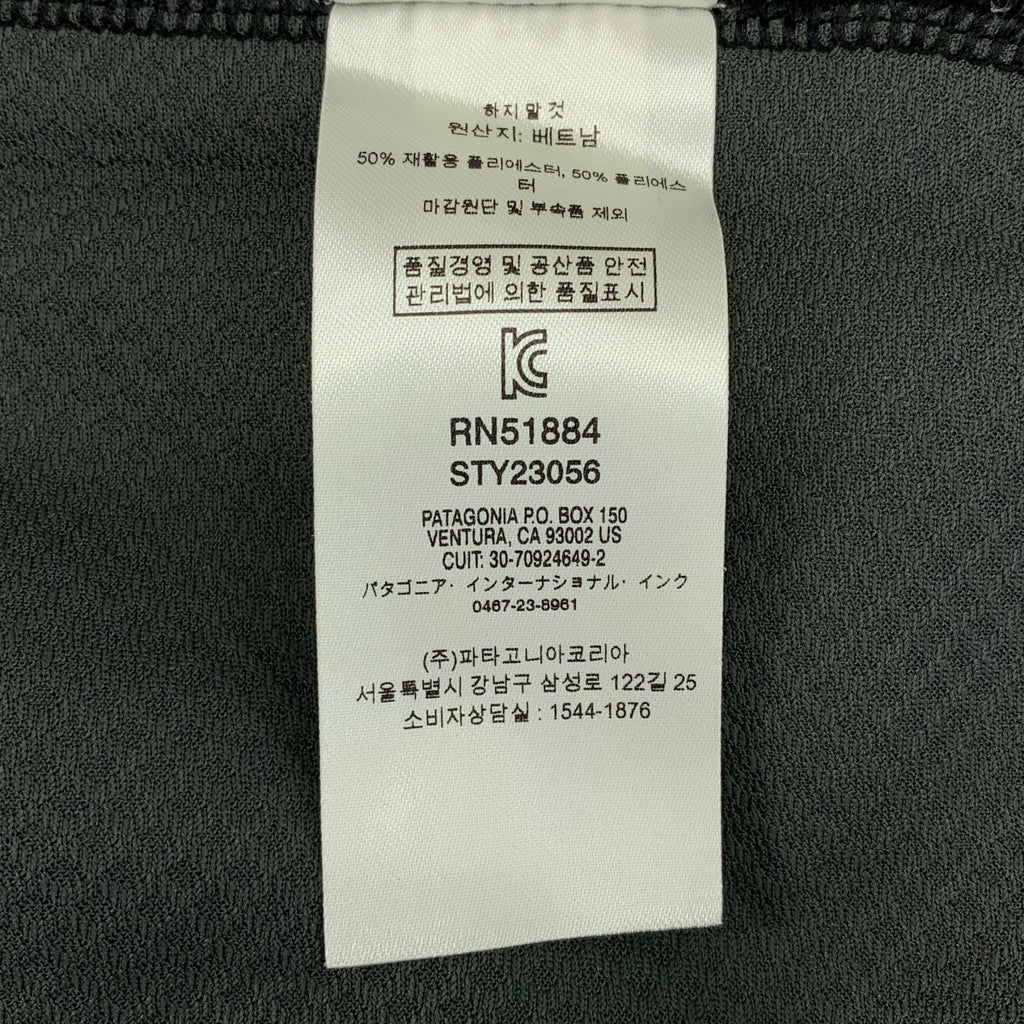 하지말것
원산지: 베트남
50% 재활용 폴리에스터, 50% 폴리에스
터
마감원단 및 부속품 제외
품질경영 및 공산품 안전
관리법에 의한 품질표시
RN51884
STY23056
PATAGONIA P.O. BOX 150
VENTURA, CA 93002 US
CUIT: 30-70924649-2
パタゴニア・インターナショナル・インク
0467-23-8961
(주)파타고니아코리아
서울특별시 강남구 삼성로 122길 25
소비자상담실 : 1544-1876